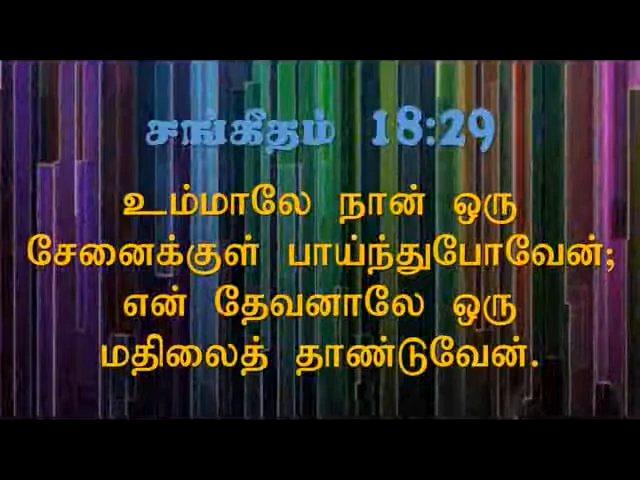 சங்கீதம் 18:29
உம்மாலே நான் ஒரு
சேனைக்குள் பாய்ந்துபோவேன்;
என் தேவனாலே ஒரு
மதிலைத் தாண்டுவேன்.